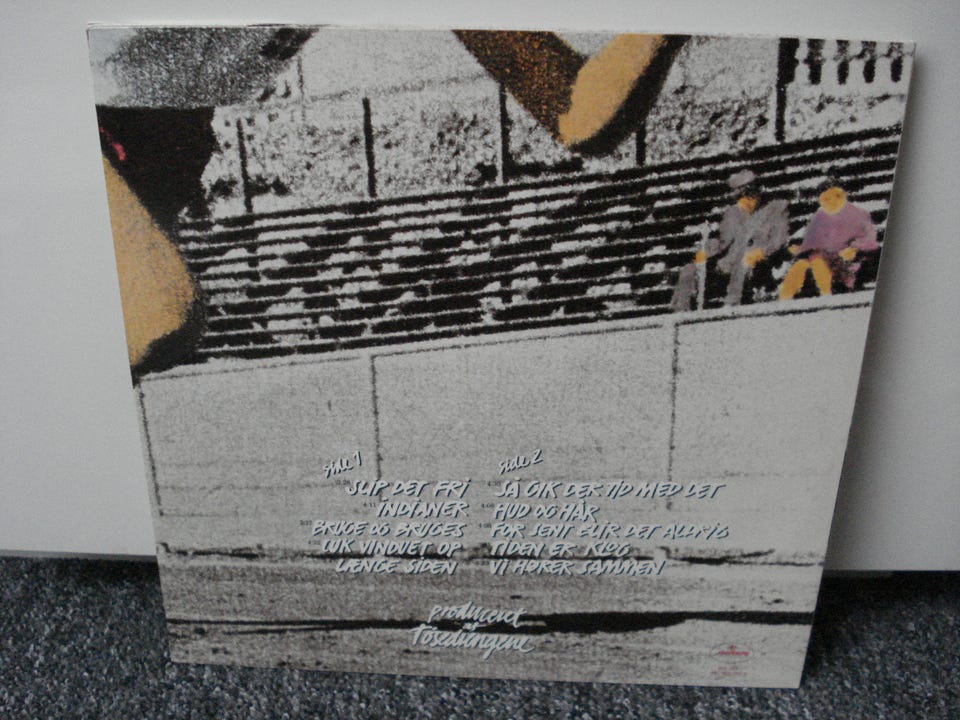 side 1
SLIP DET FRI
INDIANER
BRUGE OG BRUGES
LUK VINDUET OP
LÆNGE SIDEN
side 2
SÅ GIK DER TID MED DET
HUD OG HÅR
FOR SENT BLIR DET ALDRIG
TIDEN ER KLOG
VI HØRER SAMMEN
produceret
af
Tøsedrengene